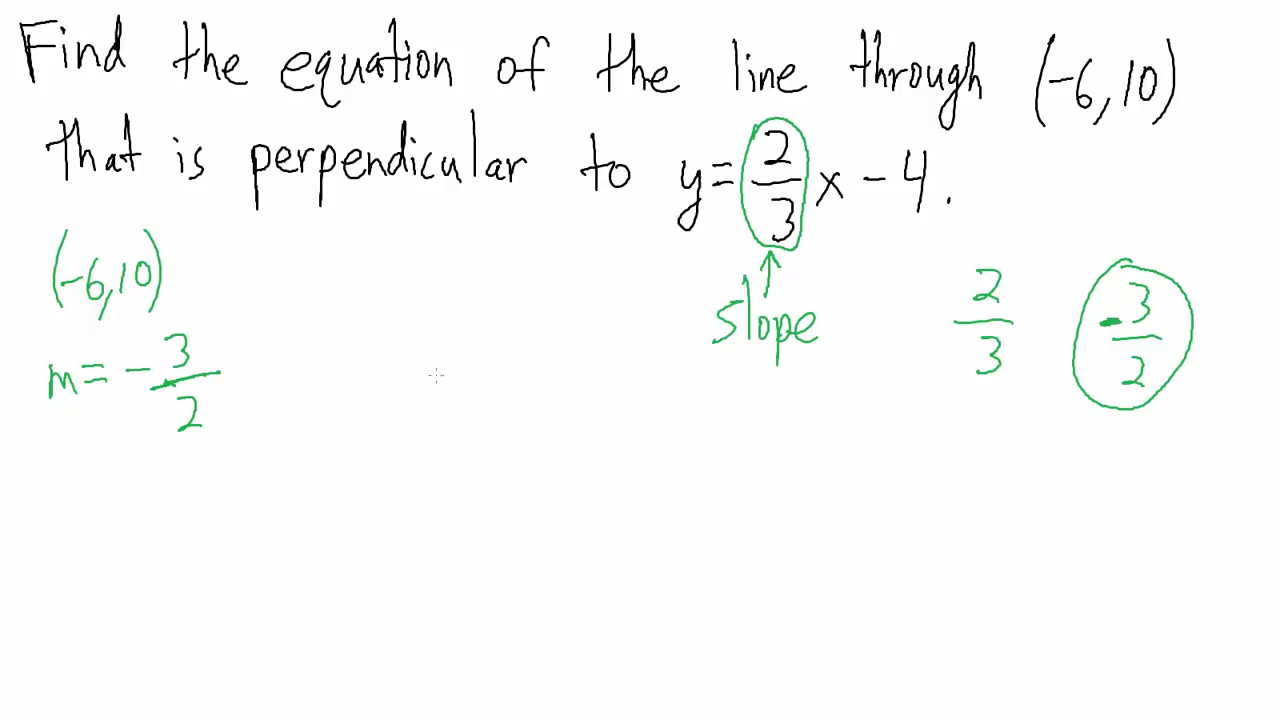 Find the equation of the line through (-6,10)
that is perpendicular to y=2/3x-4.
(-6,10)
slope
2/3 -3/2
m=-3/2